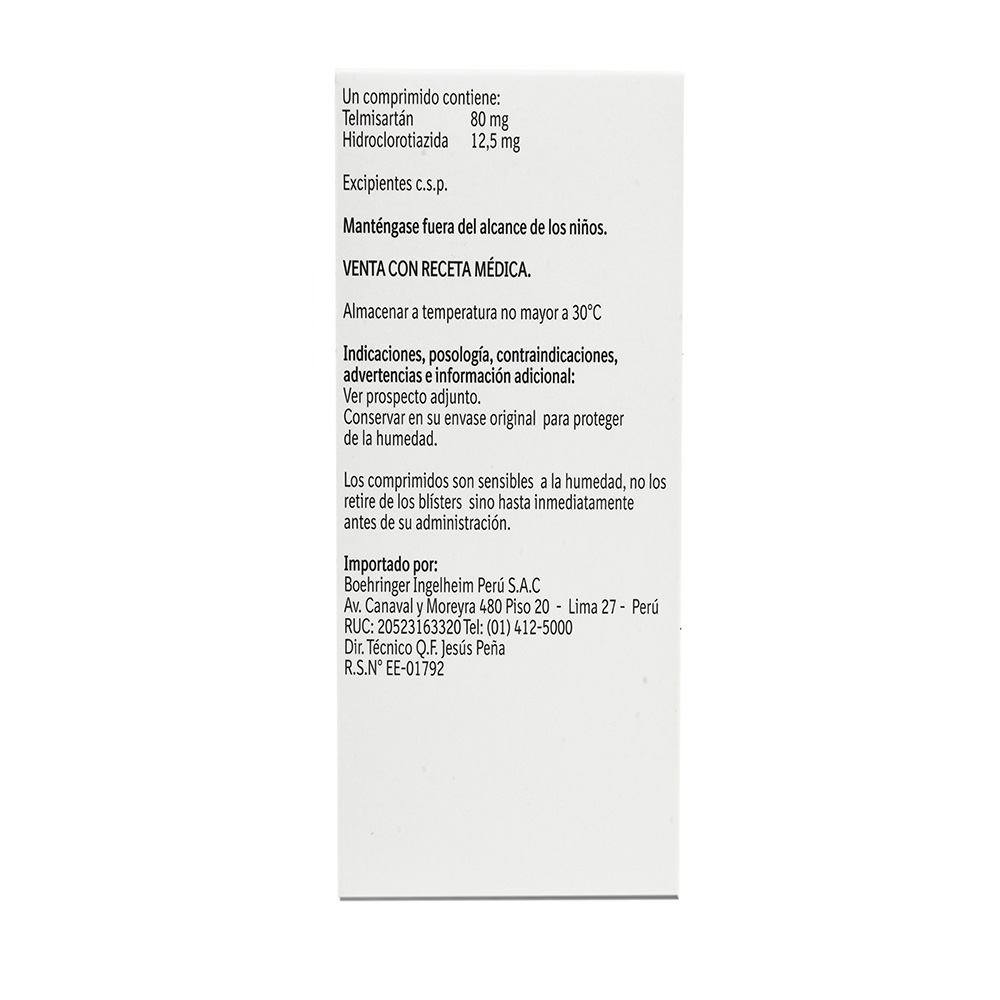 Un comprimido contiene:
Telmisartán 80 mg
Hidroclorotiazida 12,5 mg
Excipientes c.s.p.
Manténgase fuera del alcance de los niños.
VENTA CON RECETA MÉDICA.
Almacenar a temperatura no mayor a 30°C
Indicaciones, posología, contraindicaciones,
advertencias e información adicional:
Ver prospecto adjunto.
Conservar en su envase original para proteger
de la humedad.
Los comprimidos son sensibles a la humedad, no los
retire de los blísters sino hasta inmediatamente
antes de su administración.
Importado por:
Boehringer Ingelheim Perú S.A.C
Av. Canaval y Moreyra 480 Piso 20 - Lima 27 - Perú
RUC: 20523163320 Tel: (01) 412-5000
Dir. Técnico Q.F. Jesús Peña
R.S.N° EE-01792